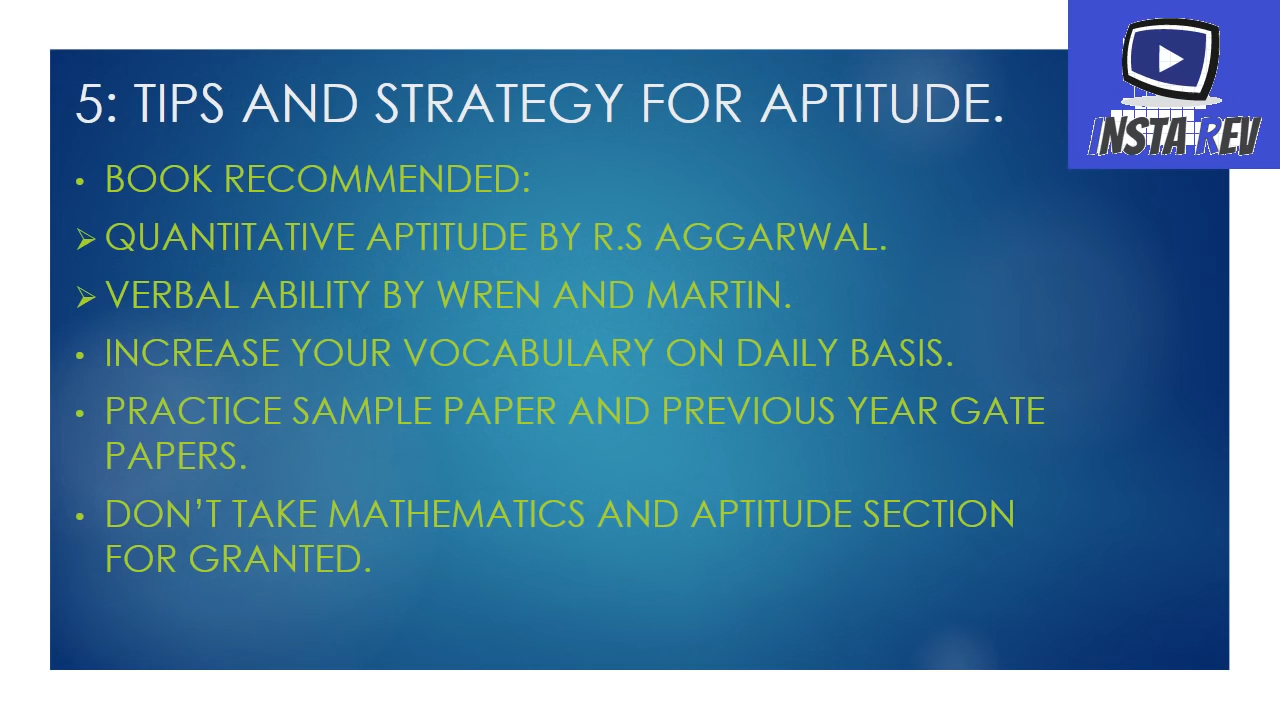 5: TIPS AND STRATEGY FOR APTITUDE.
INSTA REV
• BOOK RECOMMENDED:
➢ QUANTITATIVE APTITUDE BY R.S AGGARWAL.
➢ VERBAL ABILITY BY WREN AND MARTIN.
• INCREASE YOUR VOCABULARY ON DAILY BASIS.
• PRACTICE SAMPLE PAPER AND PREVIOUS YEAR GATE
PAPERS.
• DON’T TAKE MATHEMATICS AND APTITUDE SECTION
FOR GRANTED.